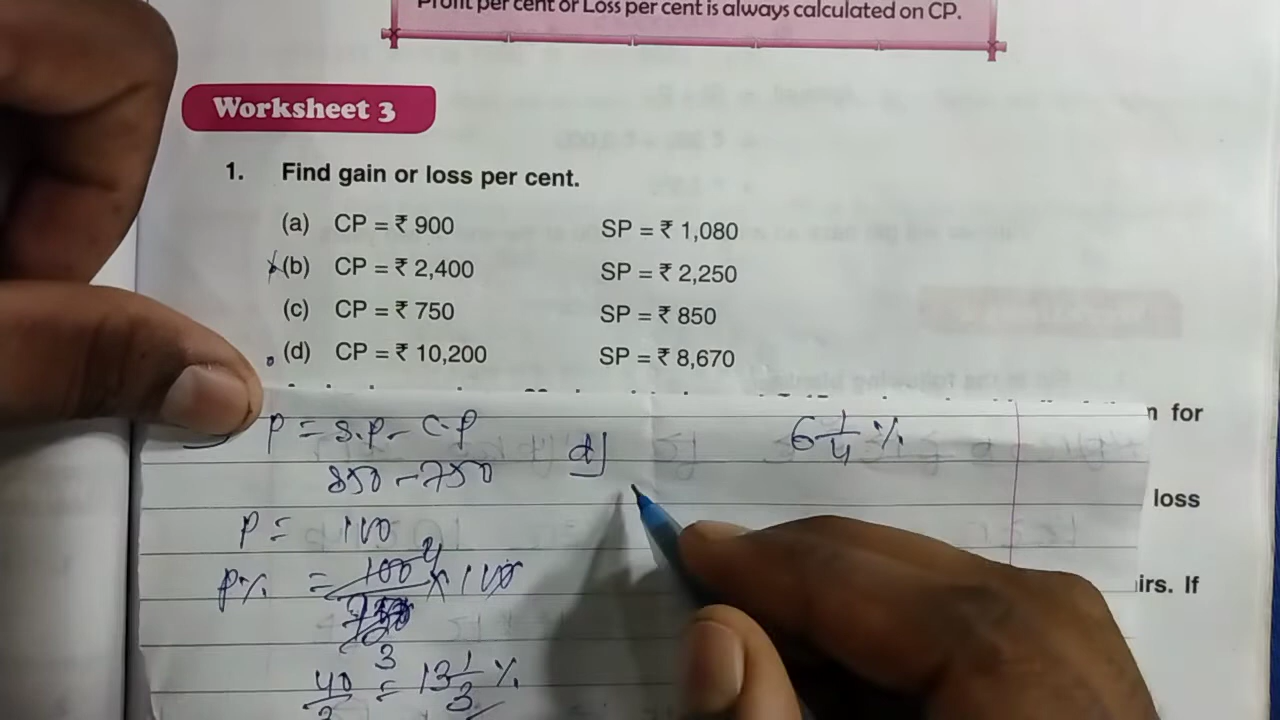 Profit per cent or Loss per cent is always calculated on CP.
Worksheet 3
1. Find gain or loss per cent.
(a) CP = ₹ 900 SP = ₹ 1,080
(b) CP = ₹ 2,400 SP = ₹ 2,250
(c) CP = ₹ 750 SP = ₹ 850
(d) CP = ₹ 10,200 SP = ₹ 8,670
n for
loss
irs. If
P = S.P - C.P
850 - 750
P = 100
P% = 100/750 × 100
40/3 = 13 1/3 %
d)
6 1/4 %